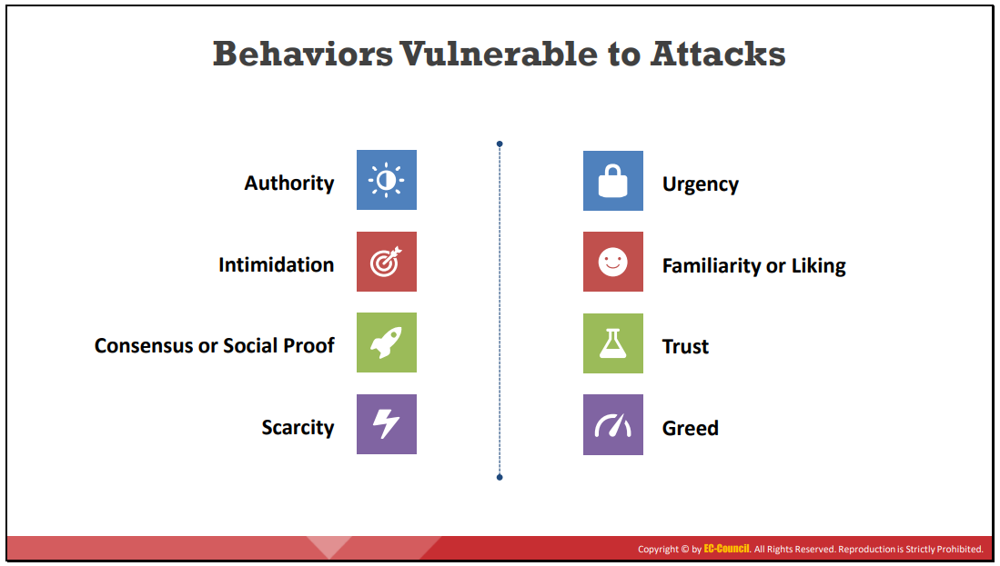 Behaviors Vulnerable to Attacks
Authority
Urgency
Intimidation
Familiarity or Liking
Consensus or Social Proof
Trust
Scarcity
Greed
Copyright © by EC-Council. All Rights Reserved. Reproduction is Strictly Prohibited.